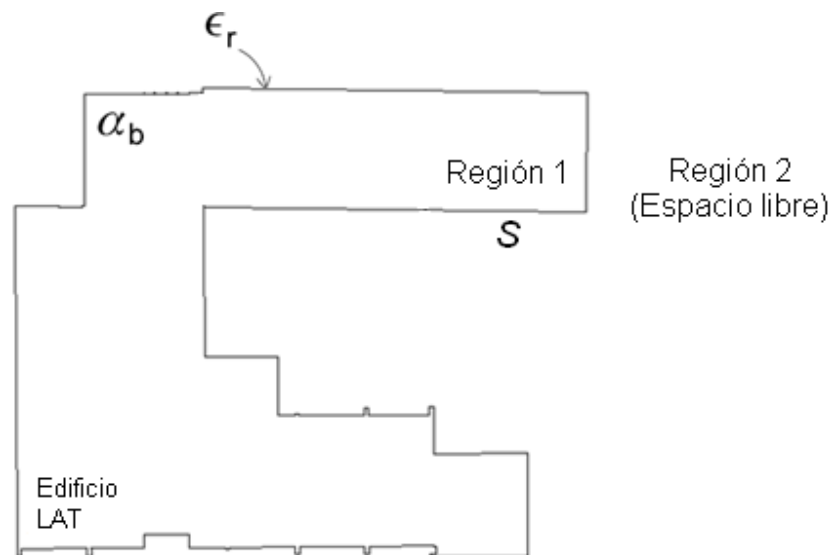 ϵr
αb
Región 1
Región 2
(Espacio libre)
S
Edificio
LAT